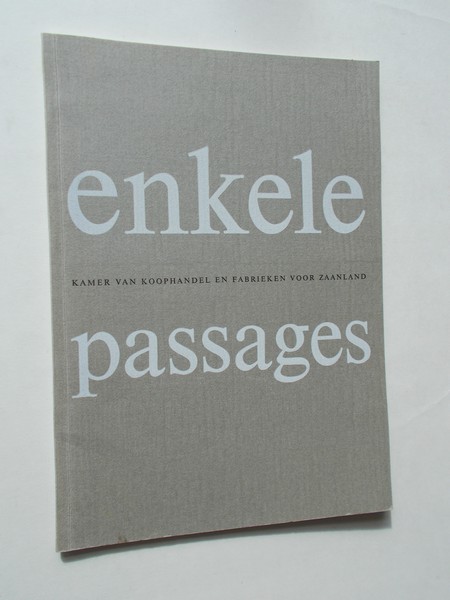 enkele
KAMER VAN KOOPHANDEL EN FABRIEKEN VOOR ZAANLAND
passages